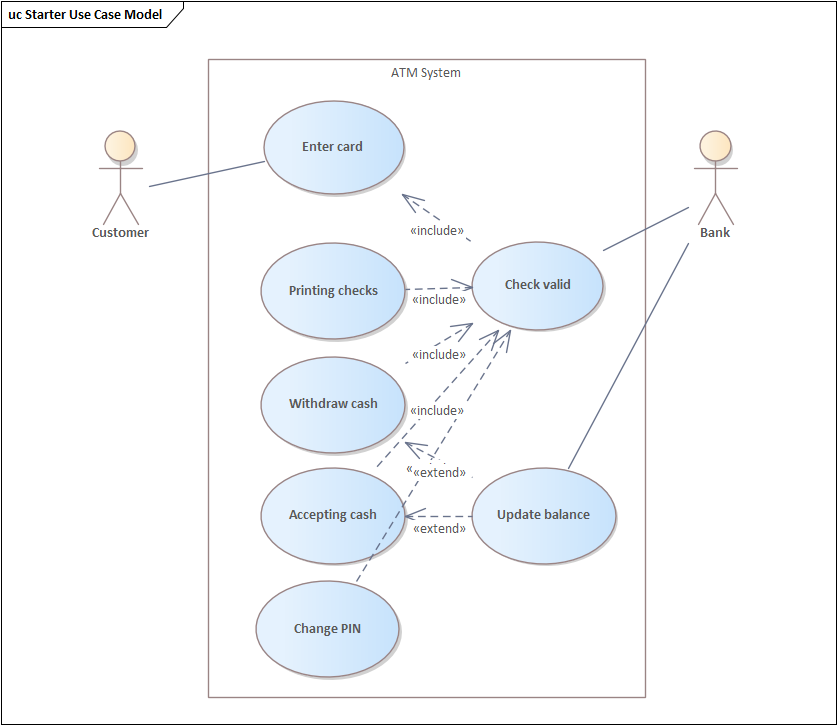 uc Starter Use Case Model
ATM System
Enter card
Customer
Bank
«include»
Printing checks
Check valid
«include»
«include»
Withdraw cash
«include»
«extend»
Accepting cash
Update balance
«extend»
Change PIN